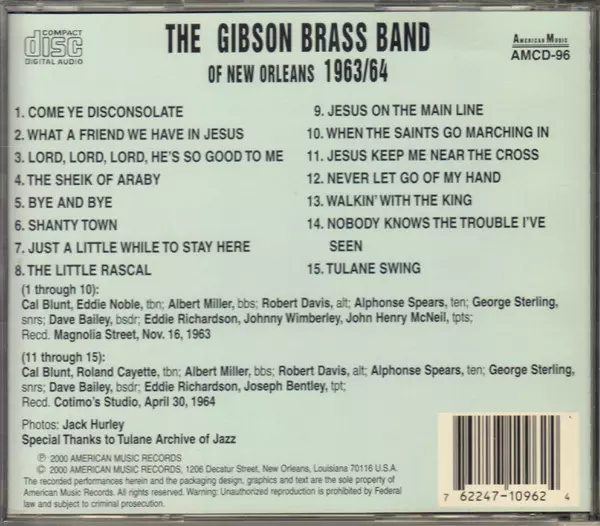 COMPACT
disc
DIGITAL AUDIO
THE GIBSON BRASS BAND
OF NEW ORLEANS 1963/64
AMERICAN MUSIC
AMCD-96
1. COME YE DISCONSOLATE
2. WHAT A FRIEND WE HAVE IN JESUS
3. LORD, LORD, LORD, HE'S SO GOOD TO ME
4. THE SHEIK OF ARABY
5. BYE AND BYE
6. SHANTY TOWN
7. JUST A LITTLE WHILE TO STAY HERE
8. THE LITTLE RASCAL
9. JESUS ON THE MAIN LINE
10. WHEN THE SAINTS GO MARCHING IN
11. JESUS KEEP ME NEAR THE CROSS
12. NEVER LET GO OF MY HAND
13. WALKIN' WITH THE KING
14. NOBODY KNOWS THE TROUBLE I'VE
SEEN
15. TULANE SWING
(1 through 10):
Cal Blunt, Eddie Noble, tbn; Albert Miller, bbs; Robert Davis, alt; Alphonse Spears, ten; George Sterling,
snrs; Dave Bailey, bsdr; Eddie Richardson, Johnny Wimberley, John Henry McNeil, tpts;
Recd. Magnolia Street, Nov. 16, 1963
(11 through 15):
Cal Blunt, Roland Cayette, tbn; Albert Miller, bbs; Robert Davis, alt; Alphonse Spears, ten; George Sterling,
snrs; Dave Bailey, bsdr; Eddie Richardson, Joseph Bentley, tpt;
Recd. Cotimo's Studio, April 30, 1964
Photos: Jack Hurley
Special Thanks to Tulane Archive of Jazz
℗ 2000 AMERICAN MUSIC RECORDS
© 2000 AMERICAN MUSIC RECORDS, 1206 Decatur Street, New Orleans, Louisiana 70116 U.S.A.
The recorded performances herein and the packaging design, graphics and text are the sole property of
American Music Records. All rights reserved. Warning: Unauthorized reproduction is prohibited by Federal
law and subject to criminal prosecution.
7 62247-10962 4